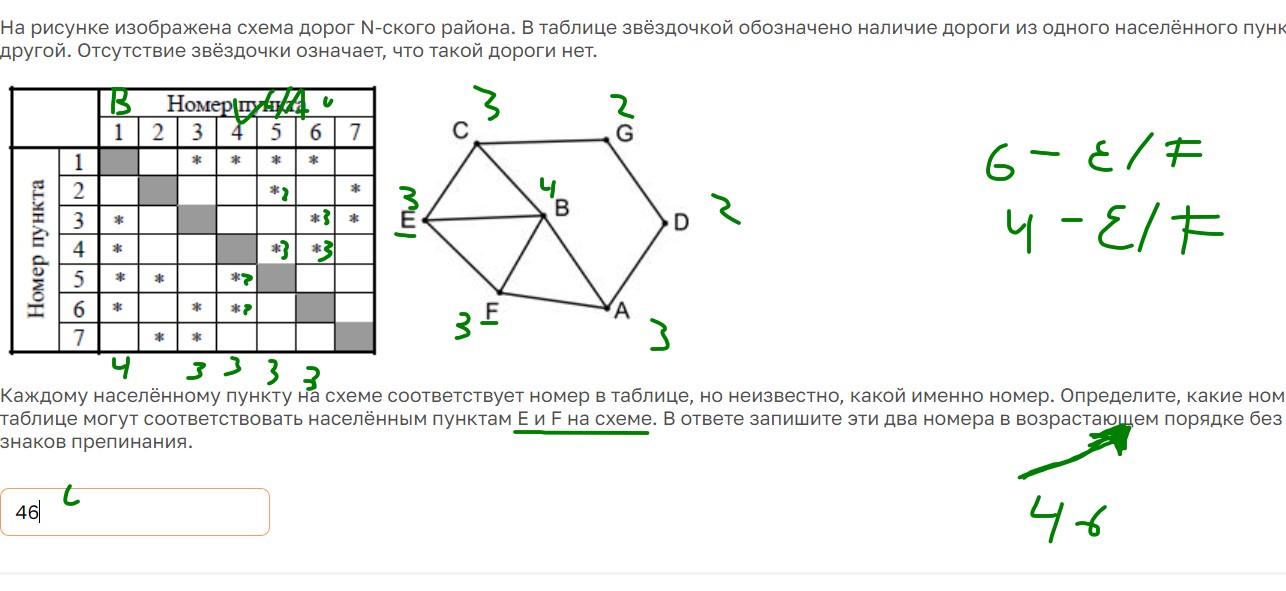 На рисунке изображена схема дорог N-ского района. В таблице звёздочкой обозначено наличие дороги из одного населённого пунк
другой. Отсутствие звёздочки означает, что такой дороги нет.
B Номер пункта
1 2 3 4 5 6 7
Номер пункта
1 * * * *
2 *2 *
3 * *3 *
4 * *3 *3
5 * * *2
6 * * *2
7 * *
4 3 3 3 3
3 2
C G
4
B
3
E
D 2
F A
3 3
6 - E/F
4 - E/F
Каждому населённому пункту на схеме соответствует номер в таблице, но неизвестно, какой именно номер. Определите, какие ном
таблице могут соответствовать населённым пунктам E и F на схеме. В ответе запишите эти два номера в возрастающем порядке без
знаков препинания.
46
4 6